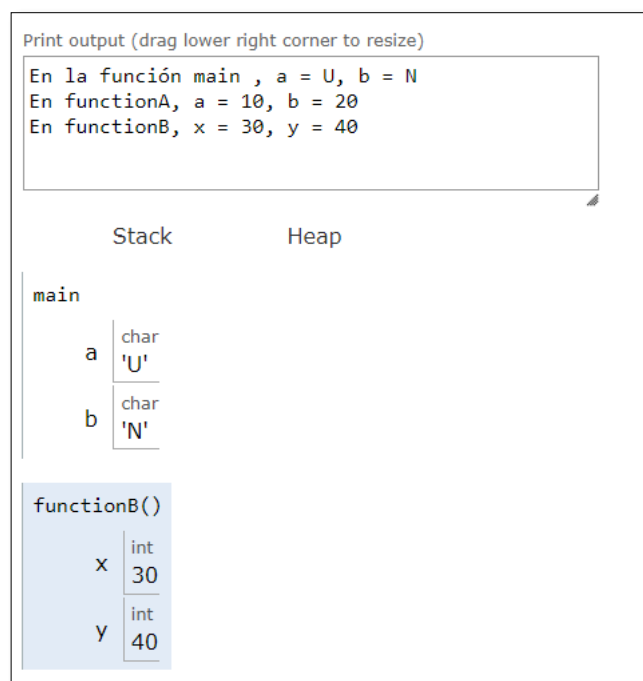 Print output (drag lower right corner to resize)
En la función main , a = U, b = N
En functionA, a = 10, b = 20
En functionB, x = 30, y = 40
Stack Heap
main
char
a 'U'
char
b 'N'
functionB()
int
x 30
int
y 40